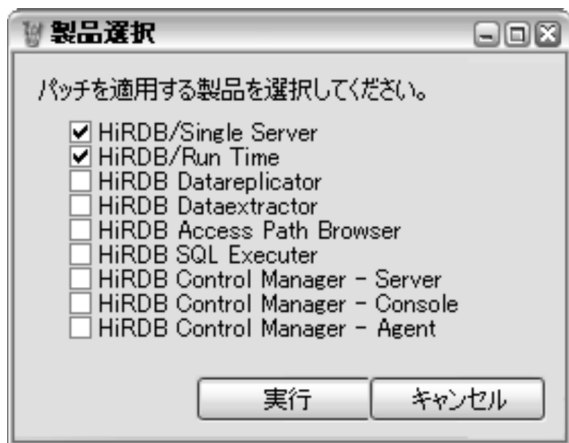 製品選択
パッチを適用する製品を選択してください。
HiRDB/Single Server
HiRDB/Run Time
HiRDB Datareplicator
HiRDB Dataextractor
HiRDB Access Path Browser
HiRDB SQL Executer
HiRDB Control Manager - Server
HiRDB Control Manager - Console
HiRDB Control Manager - Agent
実行 キャンセル